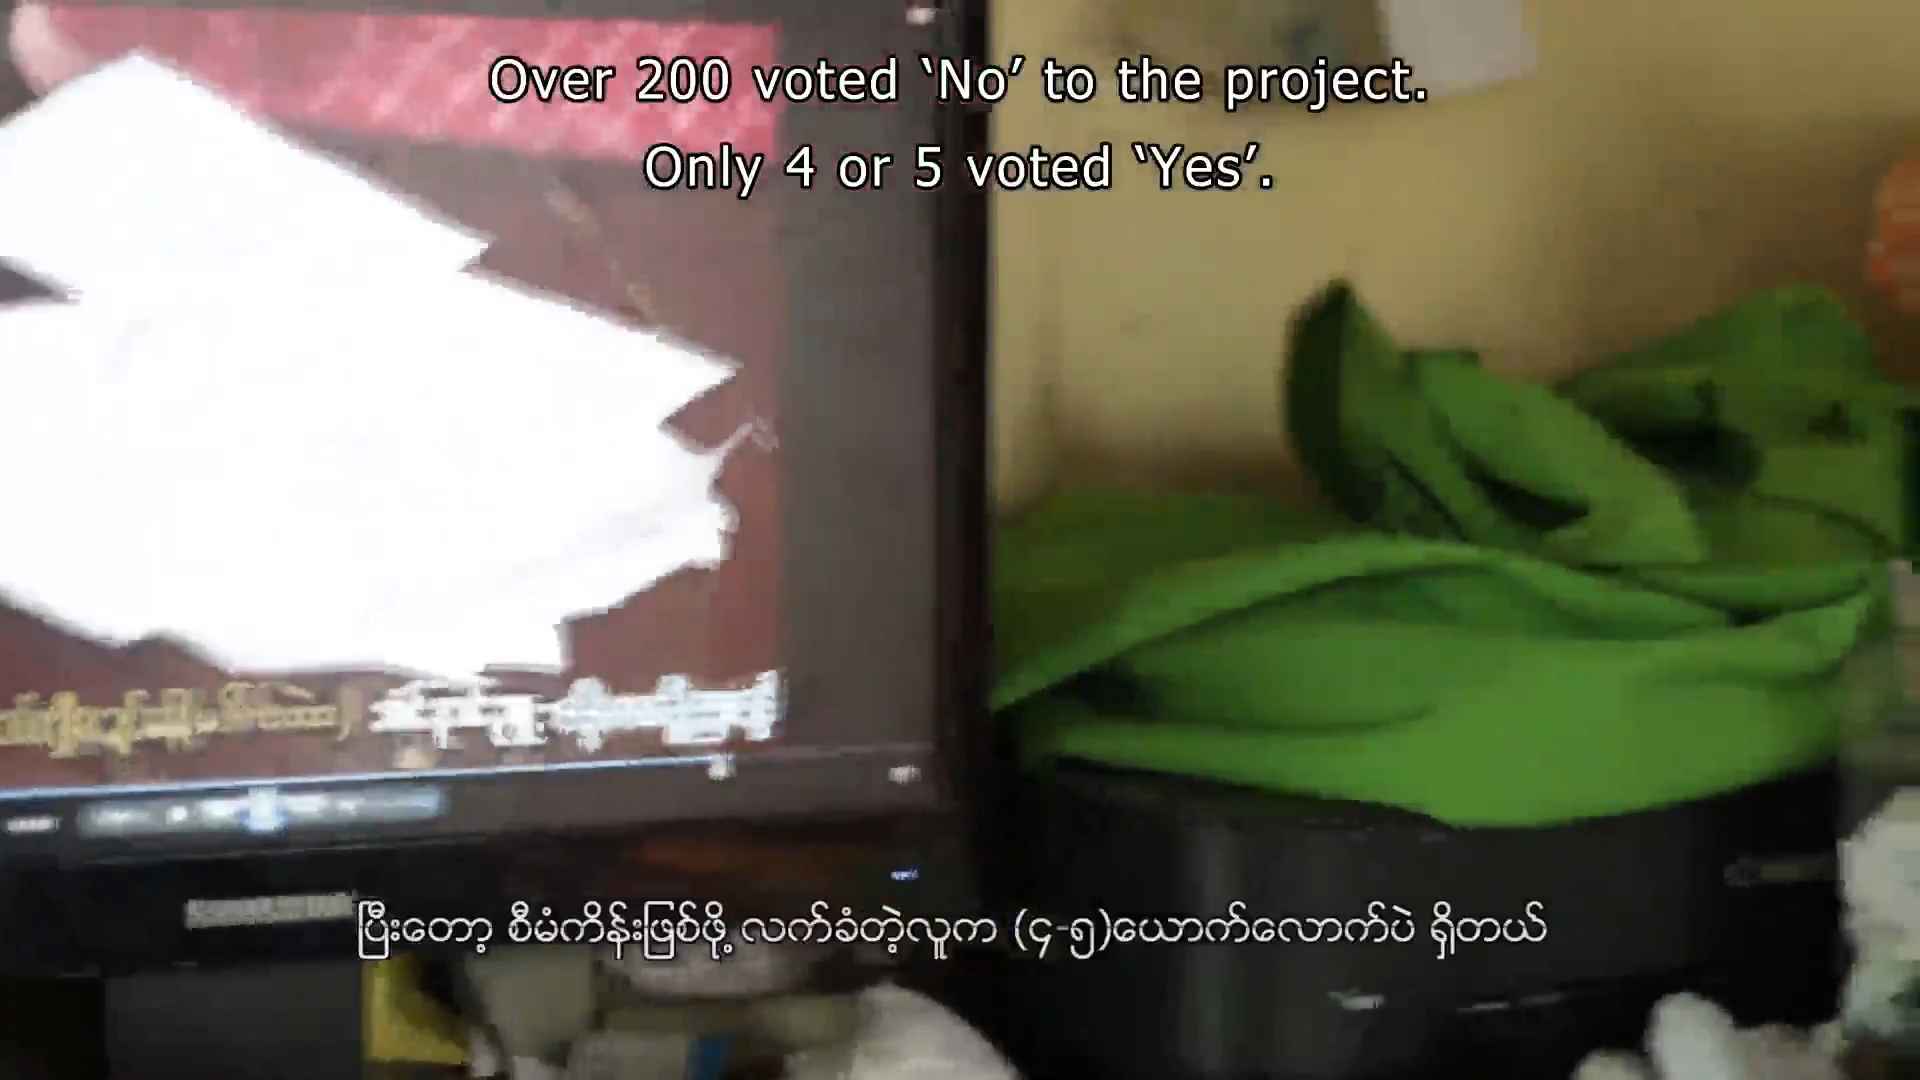 Over 200 voted ‘No’ to the project.
Only 4 or 5 voted ‘Yes’.
ပြီးတော့ စီမံကိန်းဖြစ်ဖို့ လက်ခံတဲ့လူက (၄-၅)ယောက်လောက်ပဲ ရှိတယ်